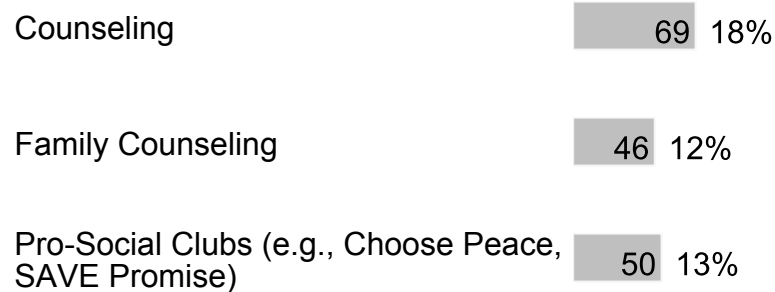 Counseling 69 18%
Family Counseling 46 12%
Pro-Social Clubs (e.g., Choose Peace,
SAVE Promise) 50 13%